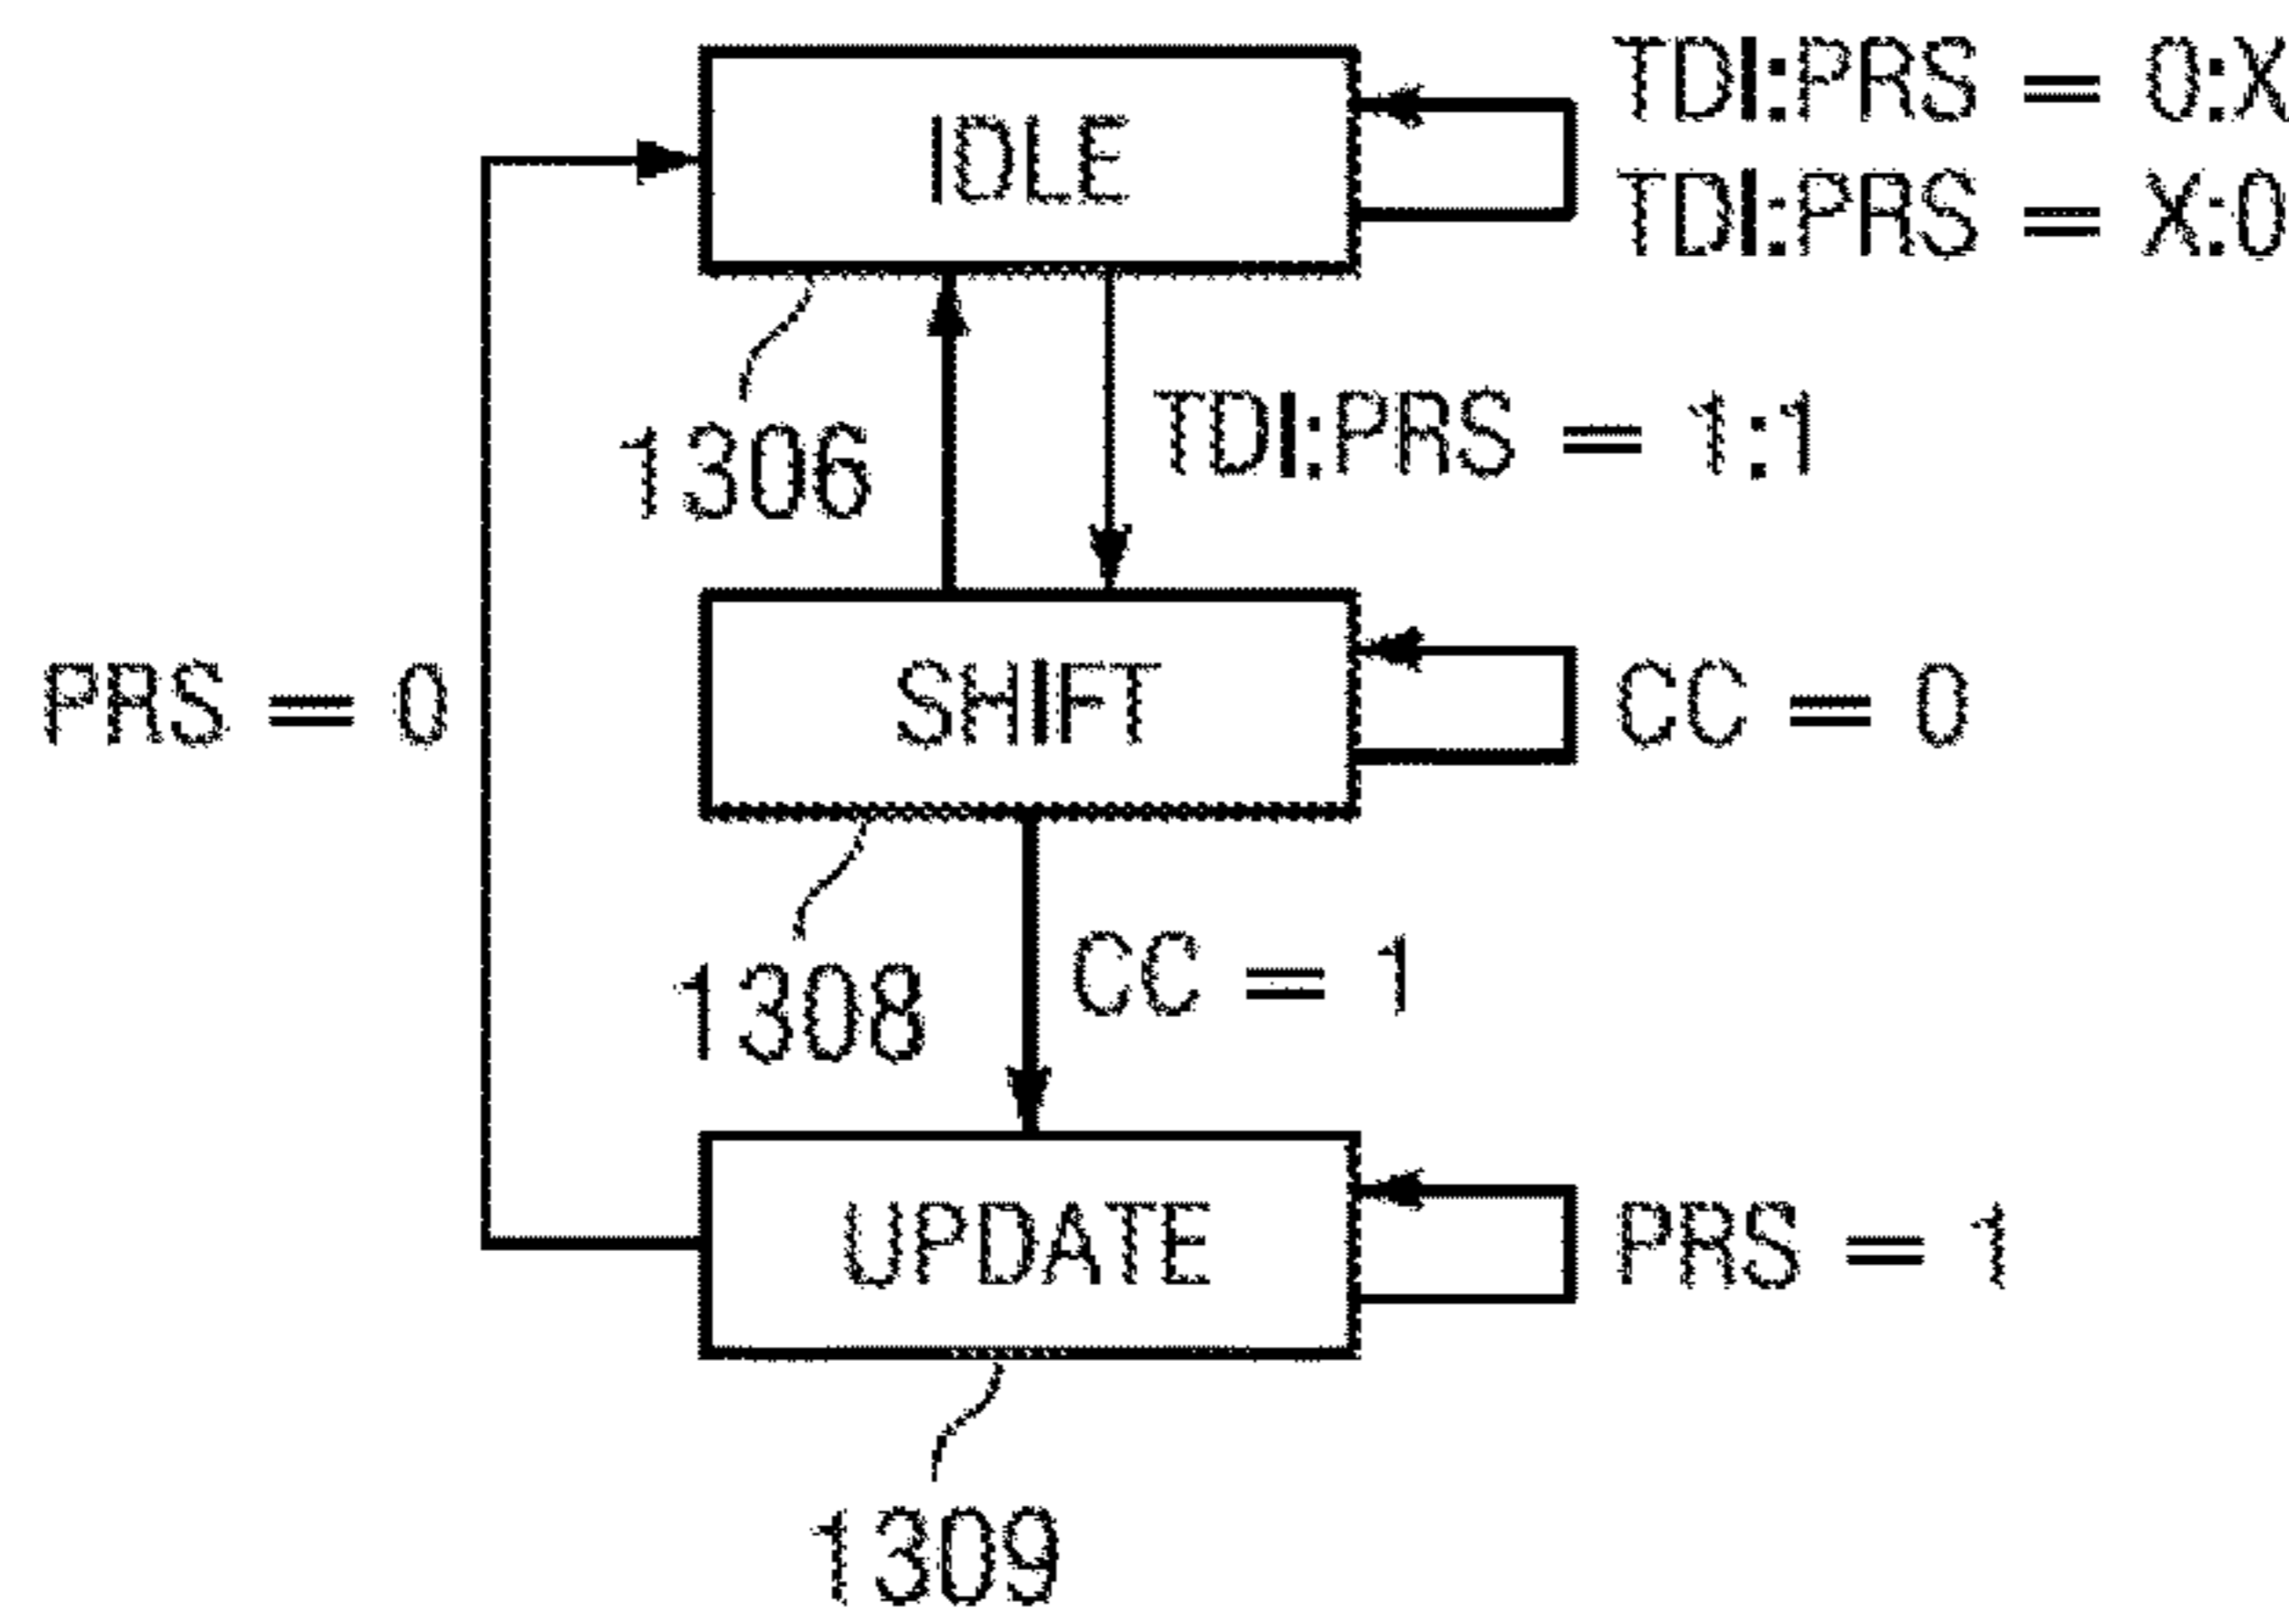 TDI:PRS = 0:X
IDLE
TDI:PRS = X:0
1306
TDI:PRS = 1:1
PRS = 0
SHIFT
CC = 0
1308
CC = 1
UPDATE
PRS = 1
1309